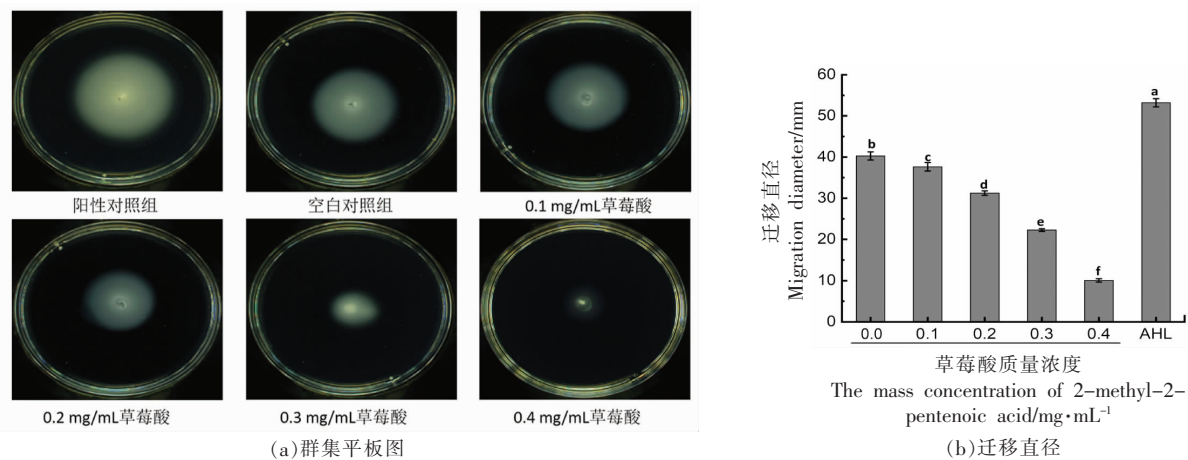 阳性对照组
空白对照组
0.1 mg/mL草莓酸
0.2 mg/mL草莓酸
0.3 mg/mL草莓酸
0.4 mg/mL草莓酸
(a)群集平板图
迁移直径
Migration diameter/mm
60
50
40
30
20
10
0
b
c
d
e
f
a
0.0
0.1
0.2
0.3
0.4
AHL
草莓酸质量浓度
The mass concentration of 2-methyl-2-
pentenoic acid/mg·mL⁻¹
(b)迁移直径